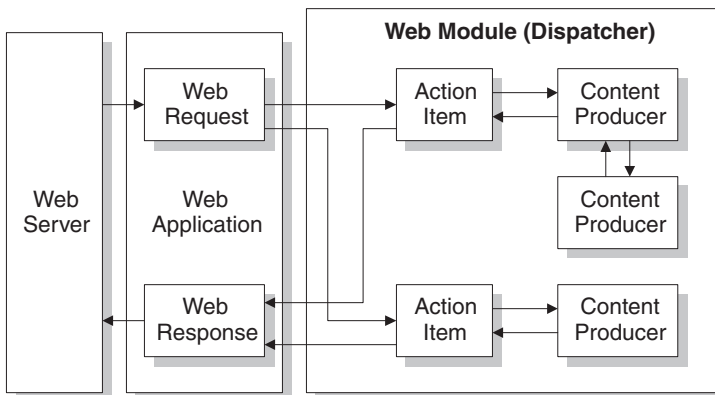 Web Module (Dispatcher)
Web
Request
Action
Item
Content
Producer
Web
Server
Web
Application
Content
Producer
Web
Response
Action
Item
Content
Producer